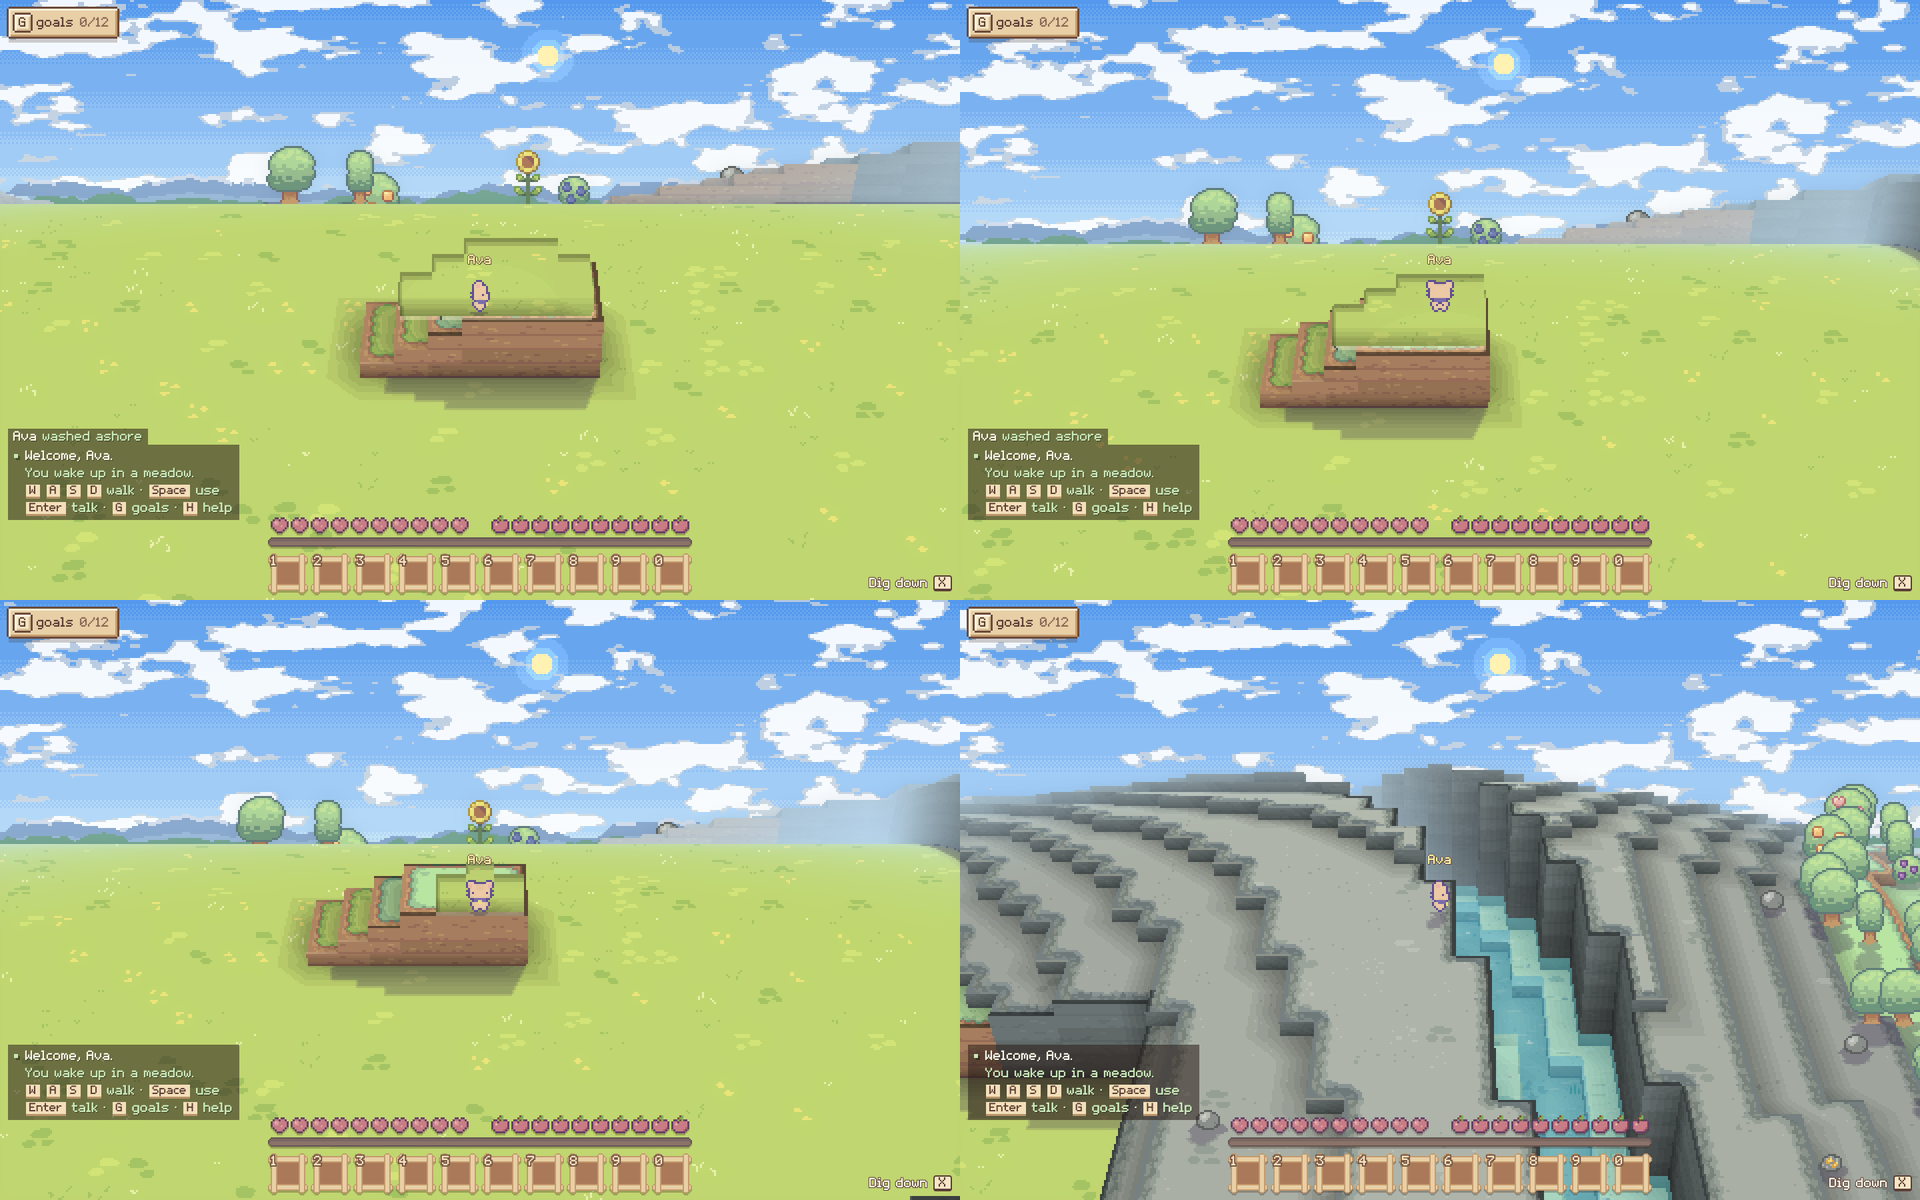 G goals 0/12
Ava
Ava washed ashore
Welcome, Ava.
You wake up in a meadow.
W A S D walk · Space use
Enter talk · G goals · H help
1 2 3 4 5 6 7 8 9 0
Dig down X
G goals 0/12
Ava
Ava washed ashore
Welcome, Ava.
You wake up in a meadow.
W A S D walk · Space use
Enter talk · G goals · H help
1 2 3 4 5 6 7 8 9 0
Dig down X
G goals 0/12
Ava
Welcome, Ava.
You wake up in a meadow.
W A S D walk · Space use
Enter talk · G goals · H help
1 2 3 4 5 6 7 8 9 0
Dig down X
G goals 0/12
Ava
Welcome, Ava.
You wake up in a meadow.
W A S D walk · Space use
Enter talk · G goals · H help
1 2 3 4 5 6 7 8 9 0
Dig down X